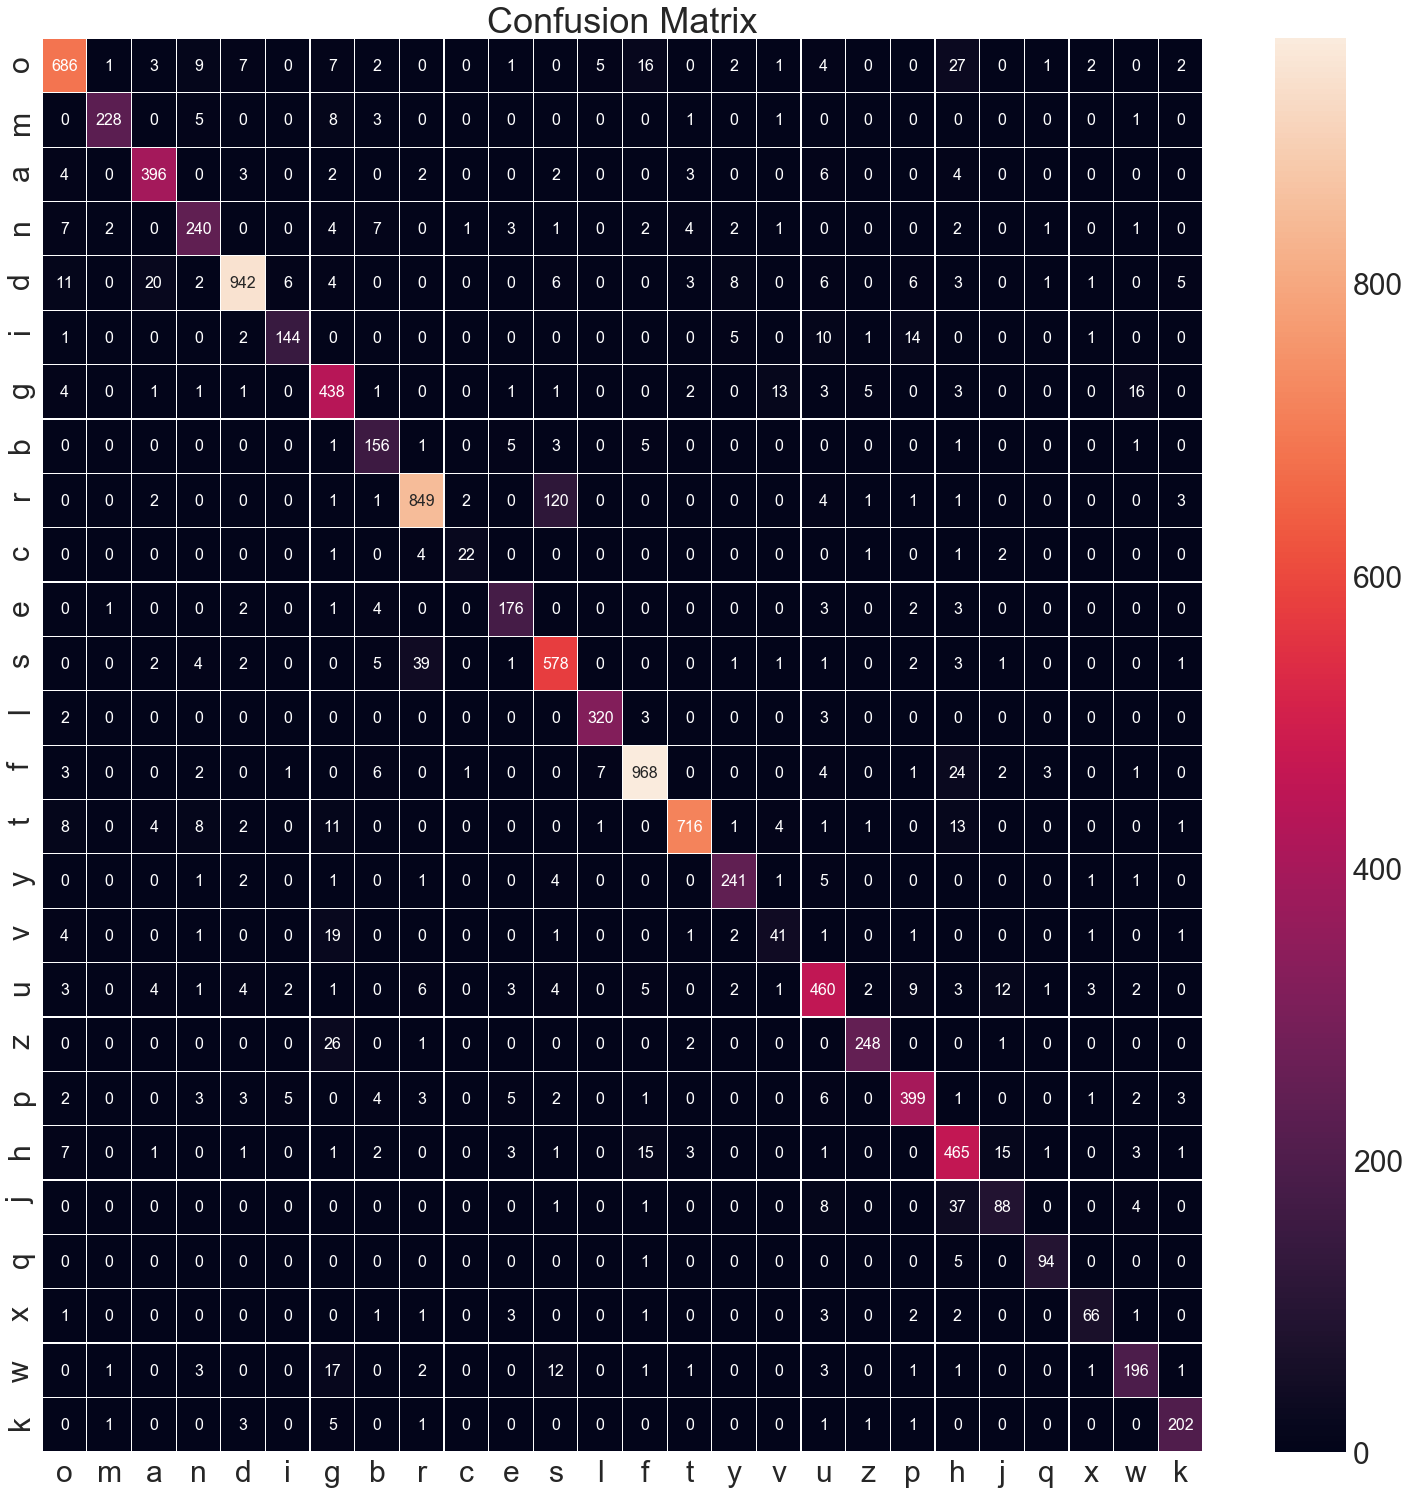 Confusion Matrix
o 686 1 3 9 7 0 7 2 0 0 1 0 5 16 0 2 1 4 0 0 27 0 1 2 0 2
m 0 228 0 5 0 0 8 3 0 0 0 0 0 0 1 0 1 0 0 0 0 0 0 0 1 0
a 4 0 396 0 3 0 2 0 2 0 0 2 0 0 3 0 0 6 0 0 4 0 0 0 0 0
n 7 2 0 240 0 0 4 7 0 1 3 1 0 2 4 2 1 0 0 0 2 0 1 0 1 0
d 11 0 20 2 942 6 4 0 0 0 0 6 0 0 3 8 0 6 0 6 3 0 1 1 0 5
i 1 0 0 0 2 144 0 0 0 0 0 0 0 0 0 5 0 10 1 14 0 0 0 1 0 0
g 4 0 1 1 1 0 438 1 0 0 1 1 0 0 2 0 13 3 5 0 3 0 0 0 16 0
b 0 0 0 0 0 0 1 156 1 0 5 3 0 5 0 0 0 0 0 0 1 0 0 0 1 0
r 0 0 2 0 0 0 1 1 849 2 0 120 0 0 0 0 0 4 1 1 1 0 0 0 0 3
c 0 0 0 0 0 0 1 0 4 22 0 0 0 0 0 0 0 0 1 0 1 2 0 0 0 0
e 0 1 0 0 2 0 1 4 0 0 176 0 0 0 0 0 0 3 0 2 3 0 0 0 0 0
s 0 0 2 4 2 0 0 5 39 0 1 578 0 0 0 1 1 1 0 2 3 1 0 0 0 1
l 2 0 0 0 0 0 0 0 0 0 0 0 320 3 0 0 0 3 0 0 0 0 0 0 0 0
f 3 0 0 2 0 1 0 6 0 1 0 0 7 968 0 0 0 4 0 1 24 2 3 0 1 0
t 8 0 4 8 2 0 11 0 0 0 0 0 1 0 716 1 4 1 1 0 13 0 0 0 0 1
y 0 0 0 1 2 0 1 0 1 0 0 4 0 0 0 241 1 5 0 0 0 0 0 1 1 0
v 4 0 0 1 0 0 19 0 0 0 0 1 0 0 1 2 41 1 0 1 0 0 0 1 0 1
u 3 0 4 1 4 2 1 0 6 0 3 4 0 5 0 2 1 460 2 9 3 12 1 3 2 0
z 0 0 0 0 0 0 26 0 1 0 0 0 0 0 2 0 0 0 248 0 0 1 0 0 0 0
p 2 0 0 3 3 5 0 4 3 0 5 2 0 1 0 0 0 6 0 399 1 0 0 1 2 3
h 7 0 1 0 1 0 1 2 0 0 3 1 0 15 3 0 0 1 0 0 465 15 1 0 3 1
j 0 0 0 0 0 0 0 0 0 0 0 1 0 1 0 0 0 8 0 0 37 88 0 0 4 0
q 0 0 0 0 0 0 0 0 0 0 0 0 0 1 0 0 0 0 0 0 5 0 94 0 0 0
x 1 0 0 0 0 0 0 1 1 0 3 0 0 1 0 0 0 3 0 2 2 0 0 66 1 0
w 0 1 0 3 0 0 17 0 2 0 0 12 0 1 1 0 0 3 0 1 1 0 0 1 196 1
k 0 1 0 0 3 0 5 0 1 0 0 0 0 0 0 0 0 1 1 1 0 0 0 0 0 202
o m a n d i g b r c e s l f t y v u z p h j q x w k
800
600
400
200
0